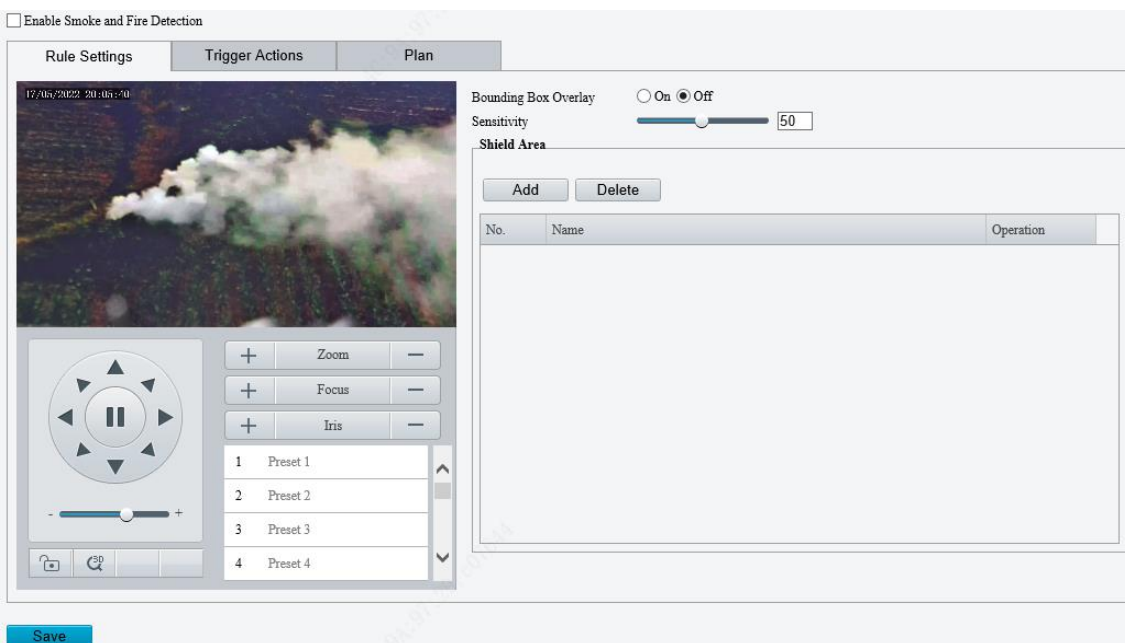 Enable Smoke and Fire Detection
Rule Settings
Trigger Actions
Plan
17/05/2022 20:05:40
Bounding Box Overlay
On
Off
Sensitivity
50
Shield Area
Add
Delete
No.
Name
Operation
+ Zoom −
+ Focus −
+ Iris −
1 Preset 1
2 Preset 2
3 Preset 3
4 Preset 4
- +
3D
Save